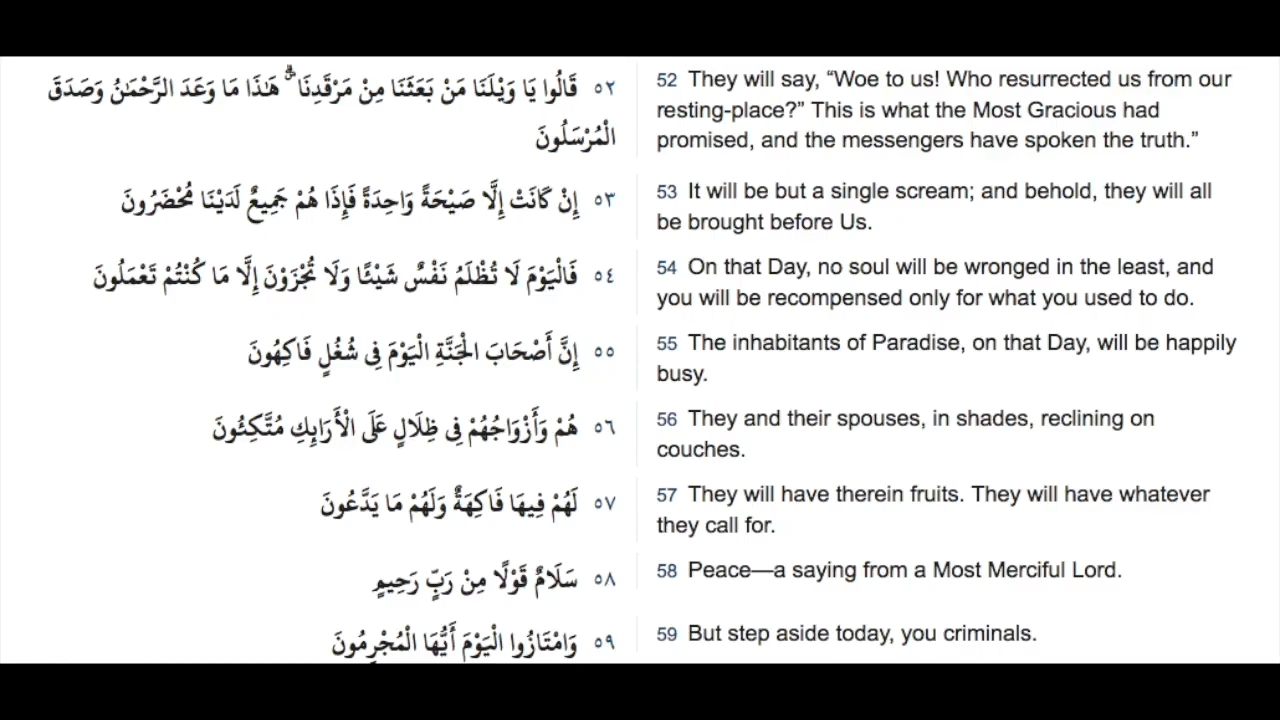 ٥٢ قَالُوا يَا وَيْلَنَا مَنْ بَعَثَنَا مِنْ مَرْقَدِنَا ۗ هَٰذَا مَا وَعَدَ الرَّحْمَٰنُ وَصَدَقَ
الْمُرْسَلُونَ
52 They will say, “Woe to us! Who resurrected us from our
resting-place?” This is what the Most Gracious had
promised, and the messengers have spoken the truth.”
٥٣ إِنْ كَانَتْ إِلَّا صَيْحَةً وَاحِدَةً فَإِذَا هُمْ جَمِيعٌ لَدَيْنَا مُحْضَرُونَ
53 It will be but a single scream; and behold, they will all
be brought before Us.
٥٤ فَالْيَوْمَ لَا تُظْلَمُ نَفْسٌ شَيْئًا وَلَا تُجْزَوْنَ إِلَّا مَا كُنْتُمْ تَعْمَلُونَ
54 On that Day, no soul will be wronged in the least, and
you will be recompensed only for what you used to do.
٥٥ إِنَّ أَصْحَابَ الْجَنَّةِ الْيَوْمَ فِي شُغُلٍ فَاكِهُونَ
55 The inhabitants of Paradise, on that Day, will be happily
busy.
٥٦ هُمْ وَأَزْوَاجُهُمْ فِي ظِلَالٍ عَلَى الْأَرَائِكِ مُتَّكِئُونَ
56 They and their spouses, in shades, reclining on
couches.
٥٧ لَهُمْ فِيهَا فَاكِهَةٌ وَلَهُمْ مَا يَدَّعُونَ
57 They will have therein fruits. They will have whatever
they call for.
٥٨ سَلَامٌ قَوْلًا مِنْ رَبٍّ رَحِيمٍ
58 Peace—a saying from a Most Merciful Lord.
٥٩ وَامْتَازُوا الْيَوْمَ أَيُّهَا الْمُجْرِمُونَ
59 But step aside today, you criminals.